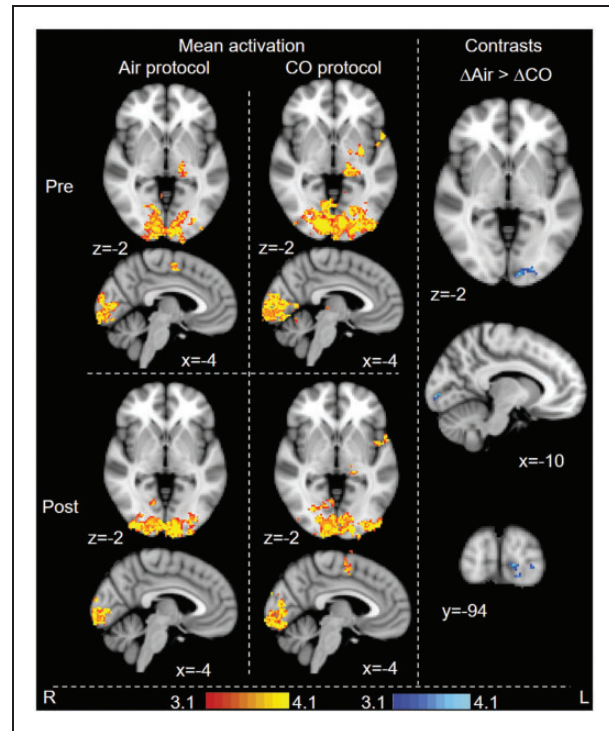 Mean activation
Contrasts
Air protocol
CO protocol
ΔAir > ΔCO
Pre
z=-2
z=-2
z=-2
x=-4
x=-4
x=-10
Post
z=-2
z=-2
y=-94
x=-4
x=-4
R
3.1
4.1
3.1
4.1
L